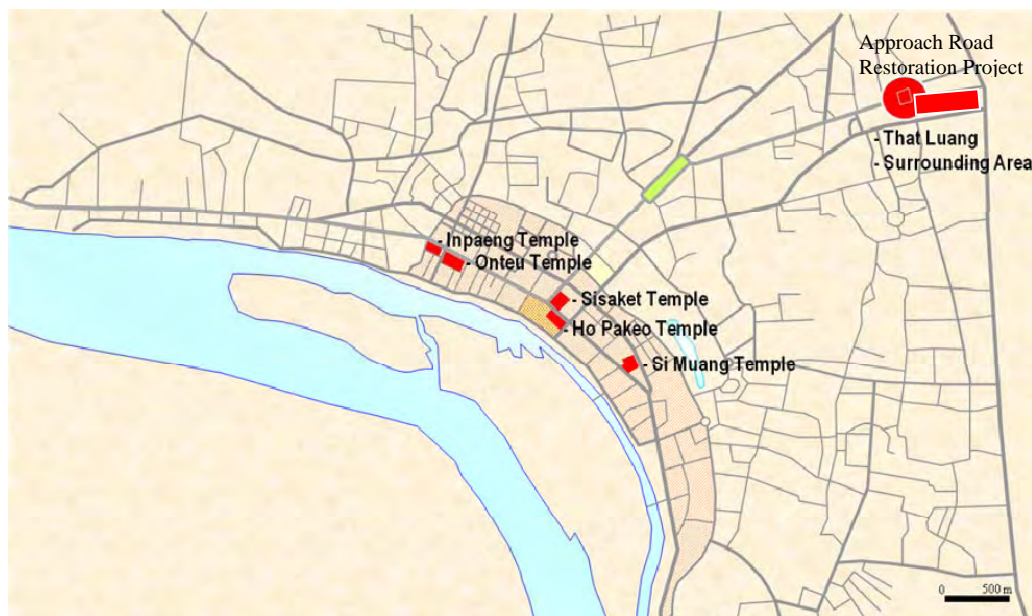 Approach Road
Restoration Project
- That Luang
- Surrounding Area
- Inpaeng Temple
- Onteu Temple
- Sisaket Temple
- Ho Pakeo Temple
- Si Muang Temple
0 500 m